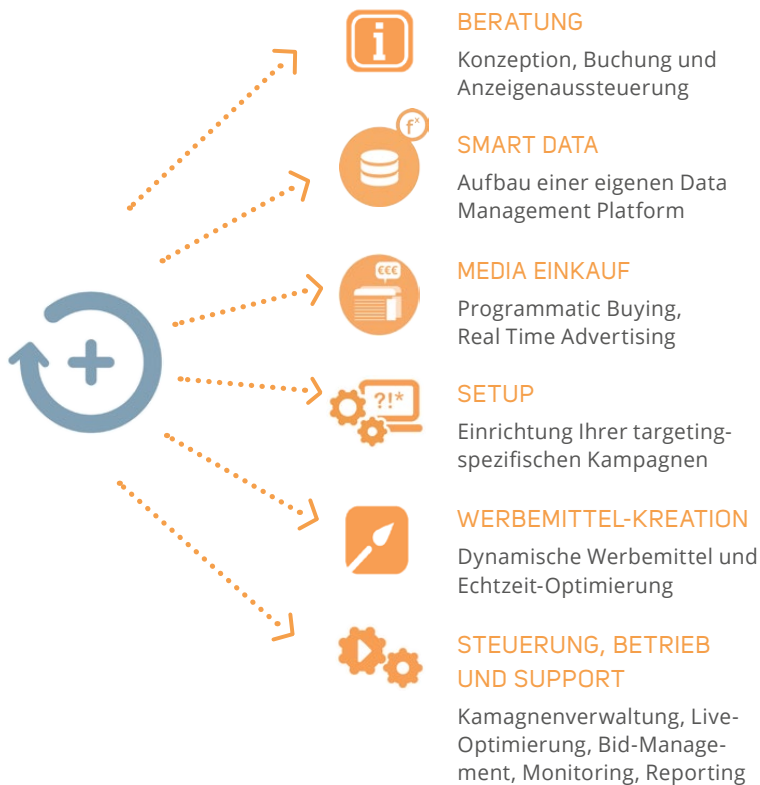 BERATUNG
Konzeption, Buchung und
Anzeigenaussteuerung
fx
SMART DATA
Aufbau einer eigenen Data
Management Platform
€€€
MEDIA EINKAUF
Programmatic Buying,
Real Time Advertising
?!*
SETUP
Einrichtung Ihrer targeting-
spezifischen Kampagnen
WERBEMITTEL-KREATION
Dynamische Werbemittel und
Echtzeit-Optimierung
STEUERUNG, BETRIEB
UND SUPPORT
Kamagnenverwaltung, Live-
Optimierung, Bid-Manage-
ment, Monitoring, Reporting